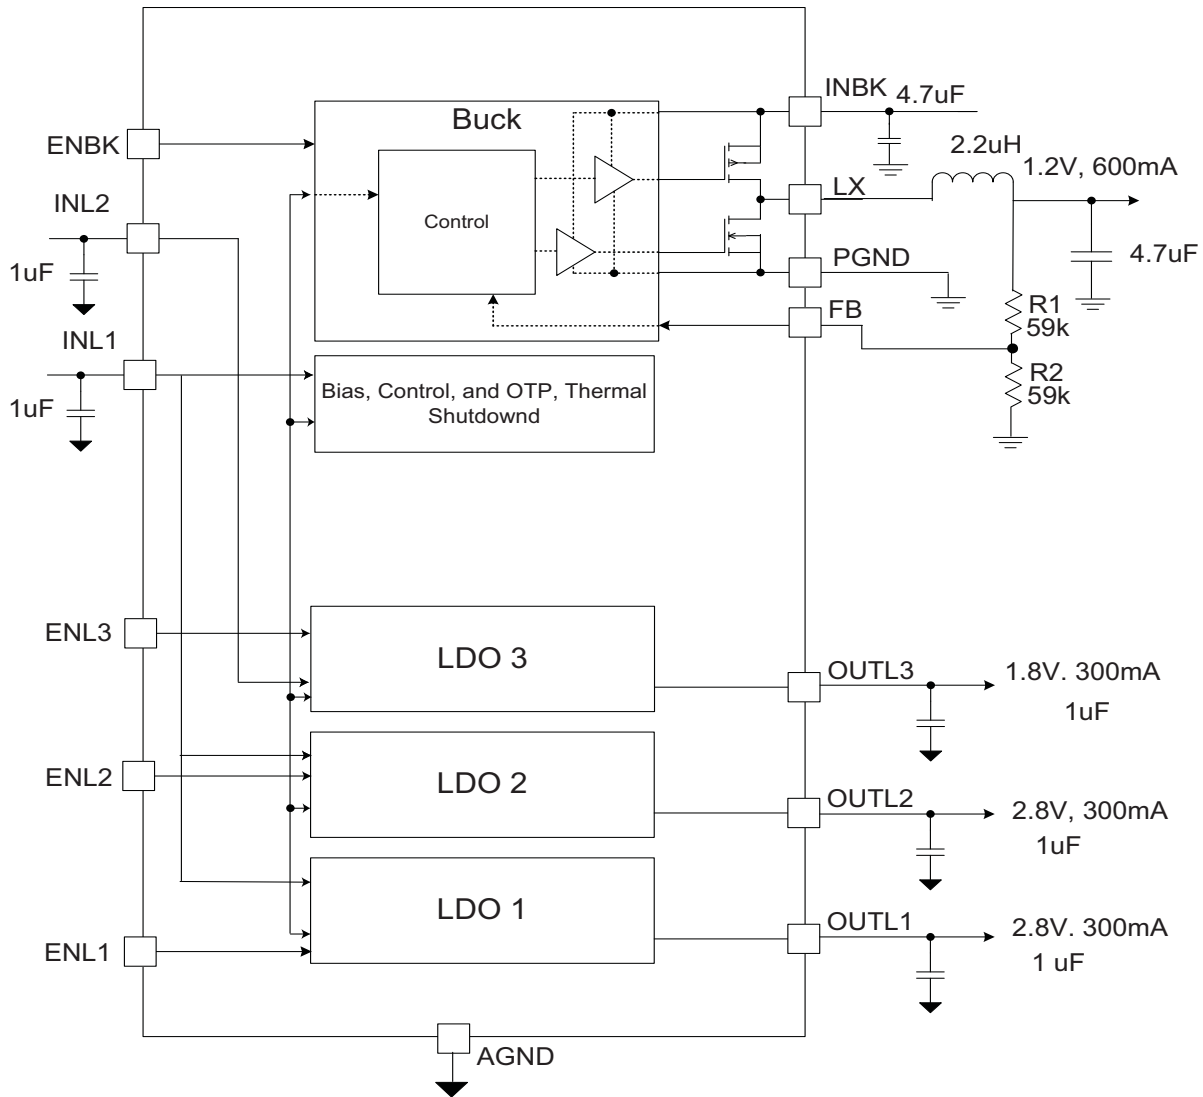 INBK
4.7uF
Buck
ENBK
2.2uH
1.2V, 600mA
INL2
LX
Control
1uF
PGND
4.7uF
FB
R1
59k
INL1
R2
59k
Bias, Control, and OTP, Thermal
Shutdownd
1uF
ENL3
LDO 3
OUTL3
1.8V. 300mA
1uF
ENL2
LDO 2
OUTL2
2.8V, 300mA
1uF
LDO 1
OUTL1
2.8V. 300mA
1 uF
ENL1
AGND